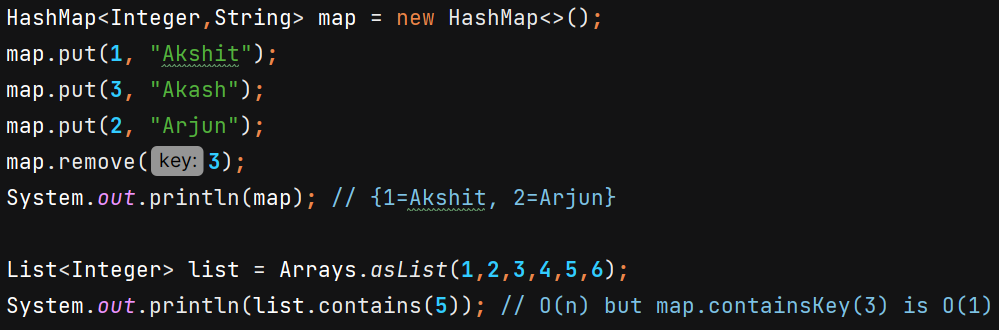 HashMap<Integer,String> map = new HashMap<>();
map.put(1, "Akshit");
map.put(3, "Akash");
map.put(2, "Arjun");
map.remove( key: 3);
System.out.println(map); // {1=Akshit, 2=Arjun}
List<Integer> list = Arrays.asList(1,2,3,4,5,6);
System.out.println(list.contains(5)); // O(n) but map.containsKey(3) is O(1)